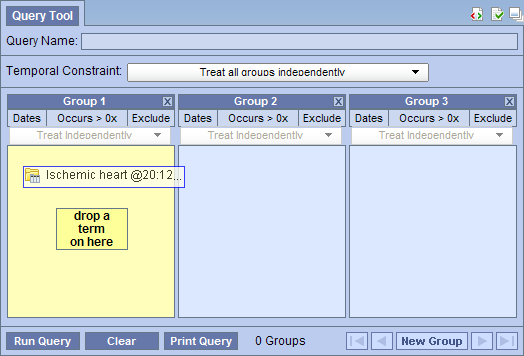 Query Tool
Query Name:
Temporal Constraint: Treat all groups independently
Group 1 X Group 2 X Group 3 X
Dates Occurs > 0x Exclude Dates Occurs > 0x Exclude Dates Occurs > 0x Exclude
Treat Independently Treat Independently Treat Independently
Ischemic heart @20:12...
drop a
term
on here
Run Query Clear Print Query 0 Groups New Group